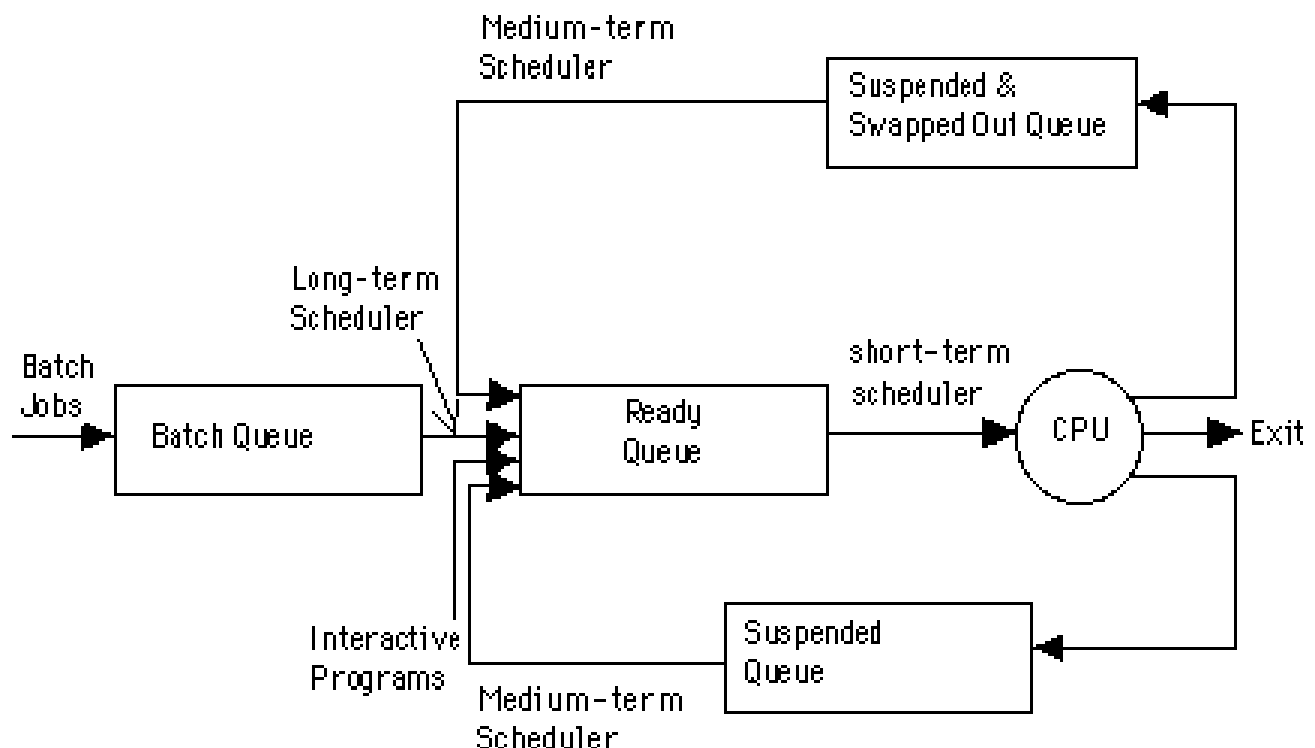 Medium-term
Scheduler
Suspended &
Swapped Out Queue
Long-term
Scheduler
Batch
Jobs
Batch Queue
Ready
Queue
short-term
scheduler
CPU
Exit
Interactive
Programs
Suspended
Queue
Medium-term
Scheduler